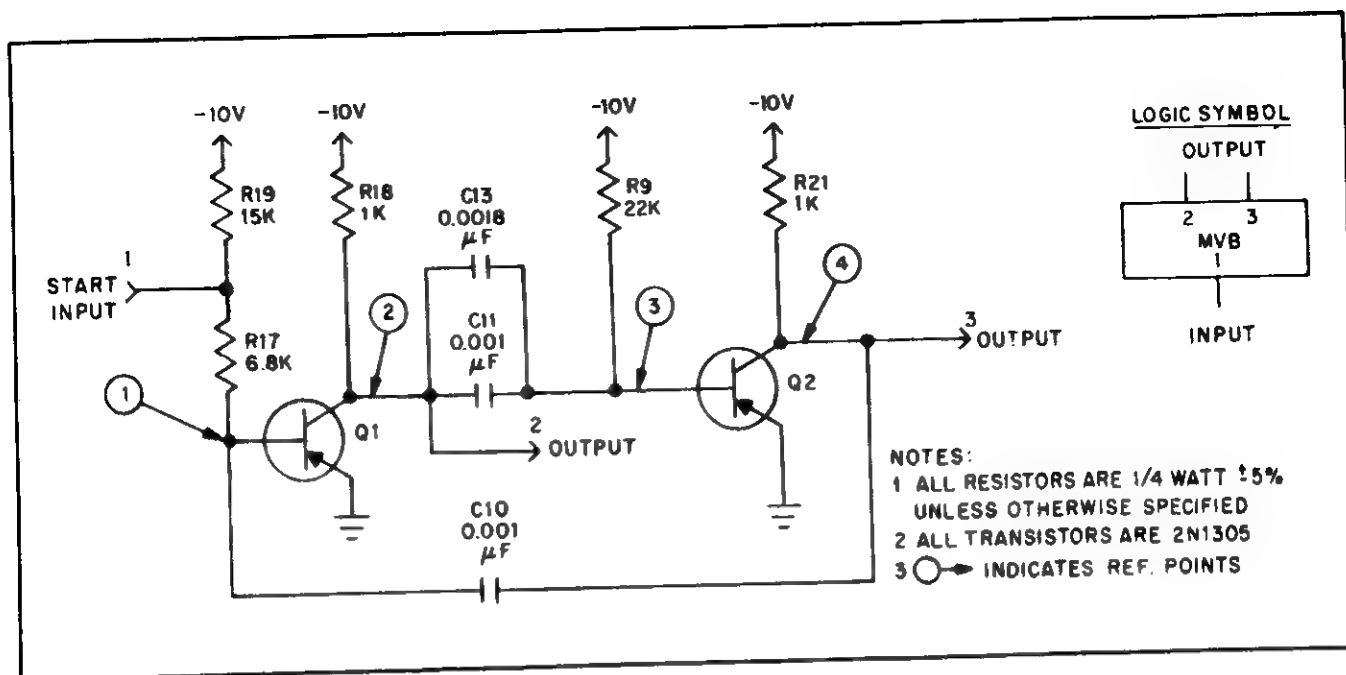 -10V
-10V
-10V
-10V
LOGIC SYMBOL
OUTPUT
2 3
MVB
1
INPUT
R19
15K
R18
1K
C13
0.0018
µF
R9
22K
R21
1K
1
START
INPUT
R17
6.8K
2
C11
0.001
µF
3
4
3
OUTPUT
1
Q1
2
OUTPUT
Q2
C10
0.001
µF
NOTES:
1 ALL RESISTORS ARE 1/4 WATT ±5%
UNLESS OTHERWISE SPECIFIED
2 ALL TRANSISTORS ARE 2N1305
3 INDICATES REF. POINTS